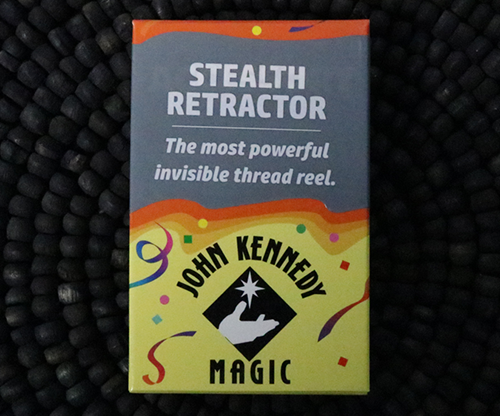 STEALTH
RETRACTOR
The most powerful
invisible thread reel.
JOHN KENNEDY
MAGIC